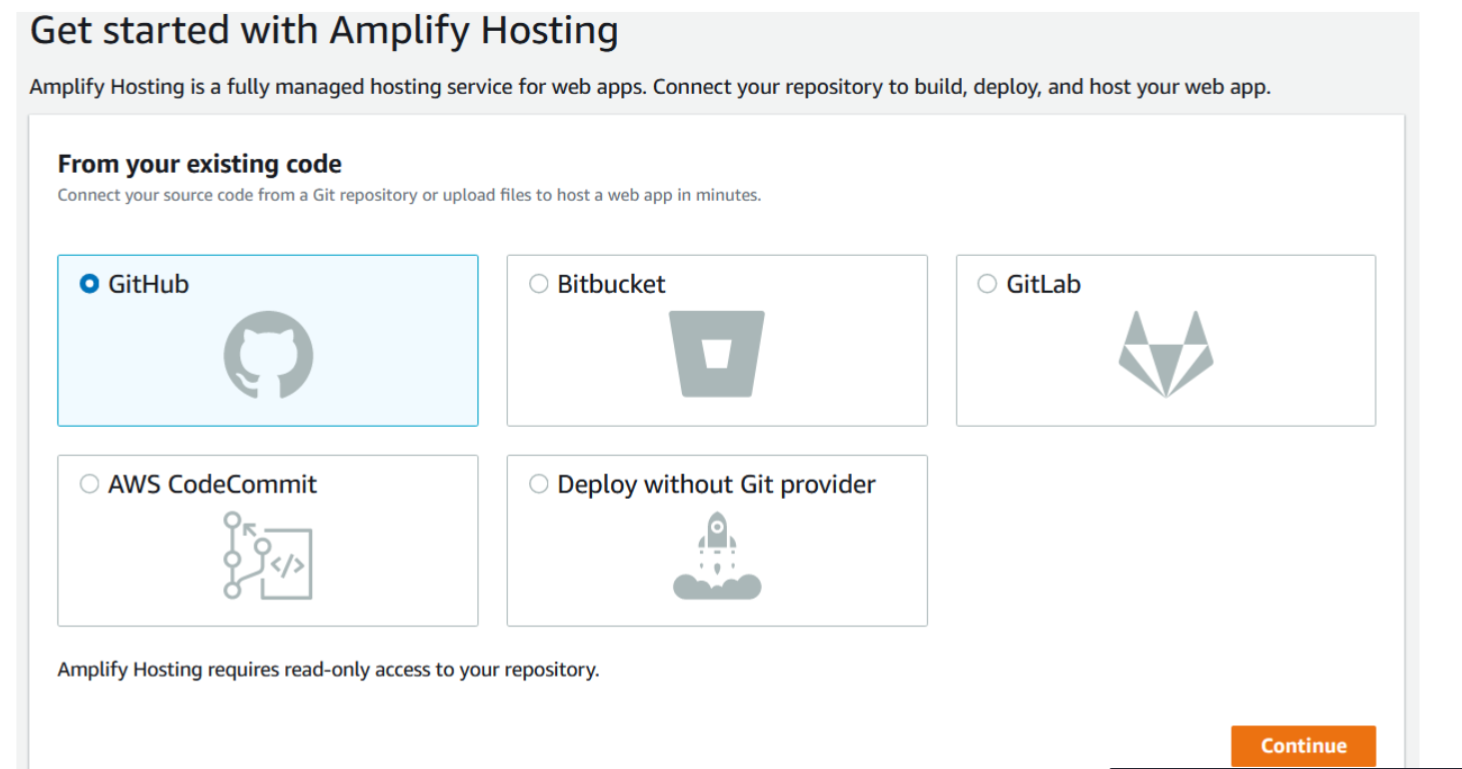 Get started with Amplify Hosting
Amplify Hosting is a fully managed hosting service for web apps. Connect your repository to build, deploy, and host your web app.
From your existing code
Connect your source code from a Git repository or upload files to host a web app in minutes.
GitHub
Bitbucket
GitLab
AWS CodeCommit
</>
Deploy without Git provider
Amplify Hosting requires read-only access to your repository.
Continue